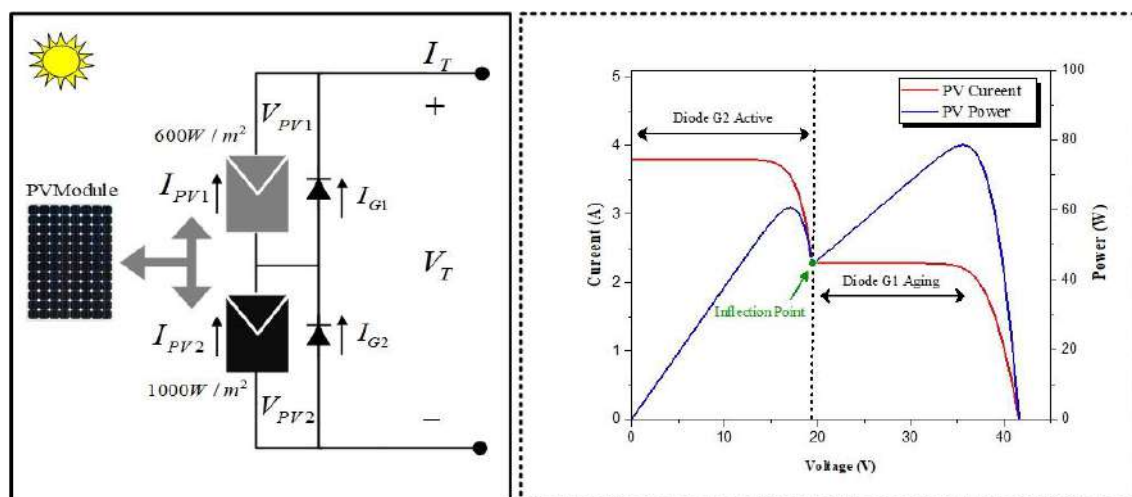 I_T
+
V_PV1
600W / m²
PVModule
I_PV1
I_G1
V_T
I_PV2
I_G2
1000W / m²
V_PV2
–
PV Cureent
PV Power
Diode G2 Active
Diode G1 Aging
Inflection Point
Cureent (A)
5
4
3
2
1
0
0
10
20
30
40
Voltage (V)
100
80
60
40
20
0
Power (W)